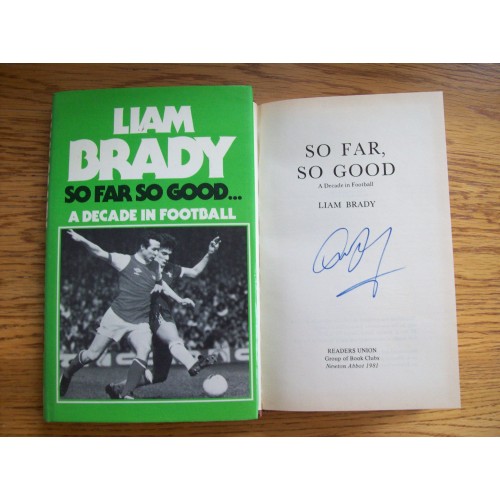 LIAM
BRADY
SO FAR SO GOOD...
A DECADE IN FOOTBALL
SO FAR,
SO GOOD
A Decade in Football
LIAM BRADY
READERS UNION
Group of Book Clubs
Newton Abbot 1981